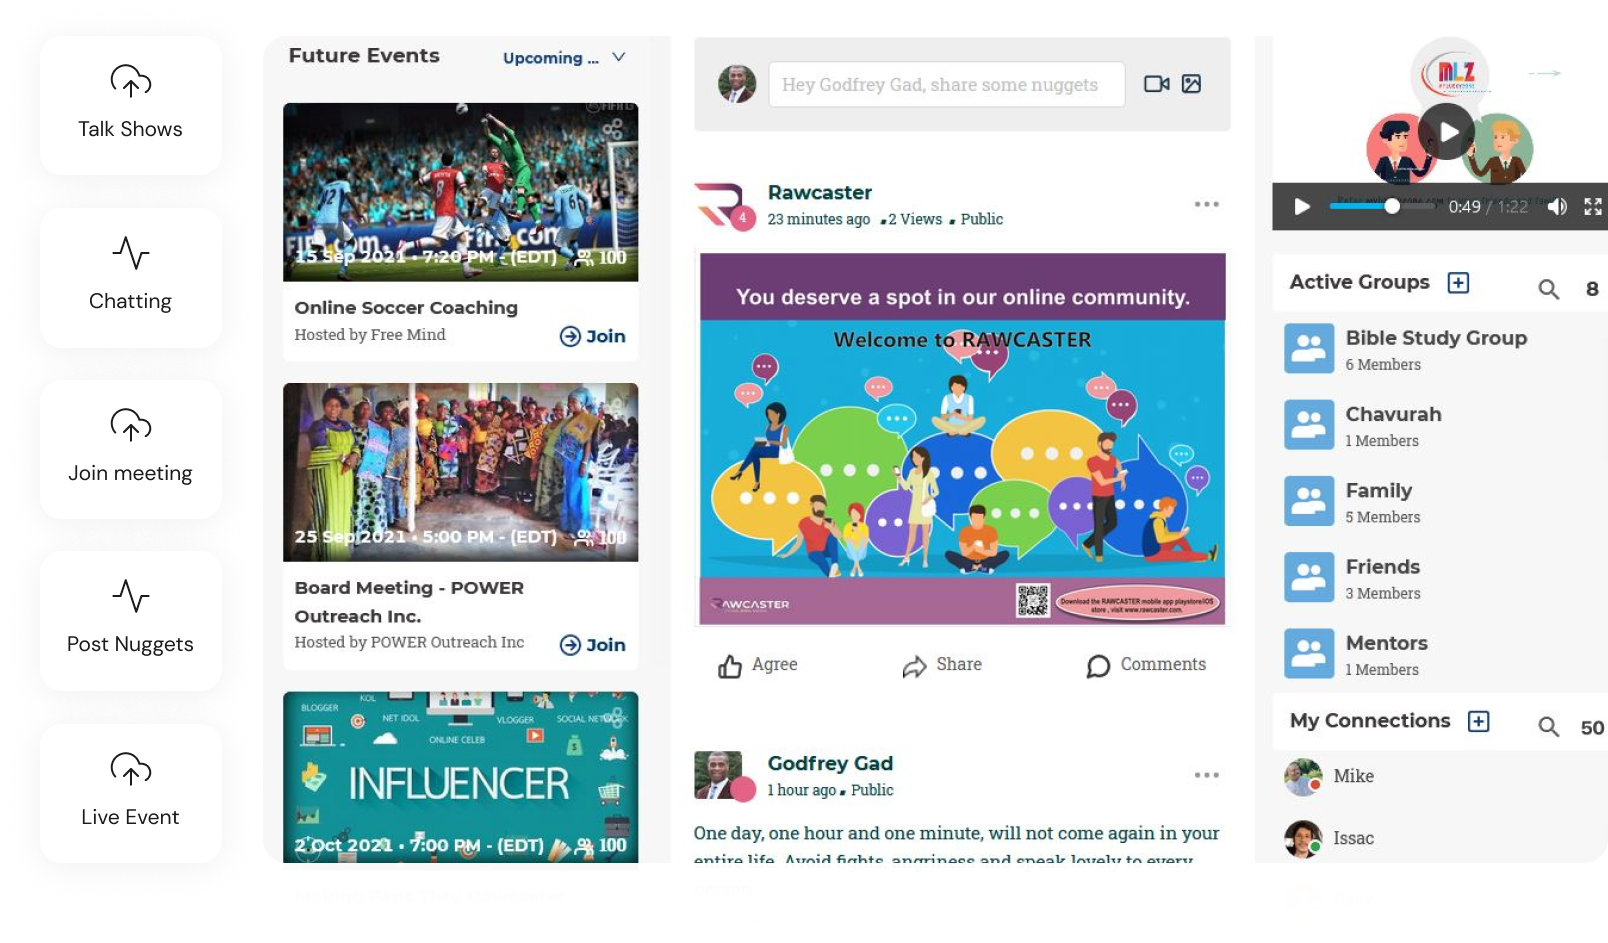 Talk Shows
Chatting
Join meeting
Post Nuggets
Live Event
Future Events
Upcoming ...
15 Sep 2021 • 7:20 PM - (EDT) 100
Online Soccer Coaching
Hosted by Free Mind
Join
25 Sep 2021 • 5:00 PM - (EDT) 100
Board Meeting - POWER
Outreach Inc.
Hosted by POWER Outreach Inc
Join
BLOGGER
KOL
NET IDOL
VLOGGER
SOCIAL NETWORK
ONLINE CELEB
INFLUENCER
2 Oct 2021 • 7:00 PM - (EDT) 100
Hey Godfrey Gad, share some nuggets
Rawcaster
4
23 minutes ago ▪ 2 Views ▪ Public
You deserve a spot in our online community.
Welcome to RAWCASTER
RAWCASTER
Download the RAWCASTER mobile app playstore/iOS
store , visit www.rawcaster.com.
Agree
Share
Comments
Godfrey Gad
1 hour ago ▪ Public
One day, one hour and one minute, will not come again in your
entire life. Avoid fights, angriness and speak lovely to every
MLZ
0:49 / 1:22
Active Groups
8
Bible Study Group
6 Members
Chavurah
1 Members
Family
5 Members
Friends
3 Members
Mentors
1 Members
My Connections
50
Mike
Issac